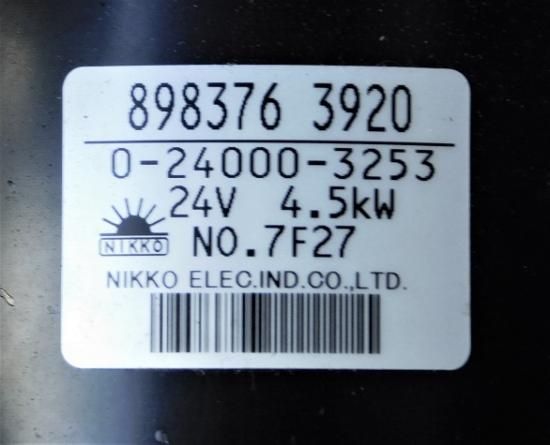 898376 3920
0-24000-3253
24V 4.5kW
NIKKO NO.7F27
NIKKO ELEC.IND.CO.,LTD.